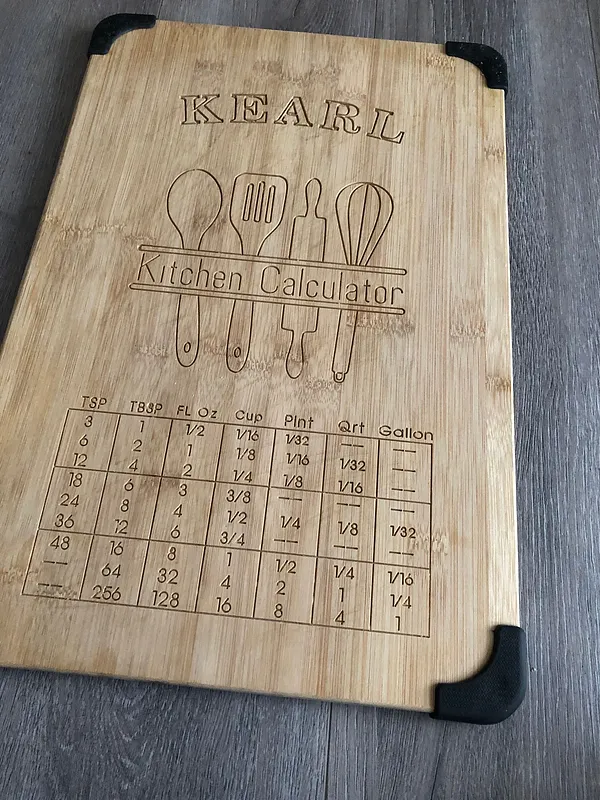 KEARL
Kitchen Calculator
TSP TBSP FL Oz Cup Pint Qrt Gallon
3 1 1/2 1/16 1/32 -- --
6 2 1 1/8 1/16 1/32 --
12 4 2 1/4 1/8 1/16 --
18 6 3 3/8 -- -- --
24 8 4 1/2 1/4 1/8 1/32
36 12 6 3/4 -- -- --
48 16 8 1 1/2 1/4 1/16
-- 64 32 4 2 1 1/4
-- 256 128 16 8 4 1